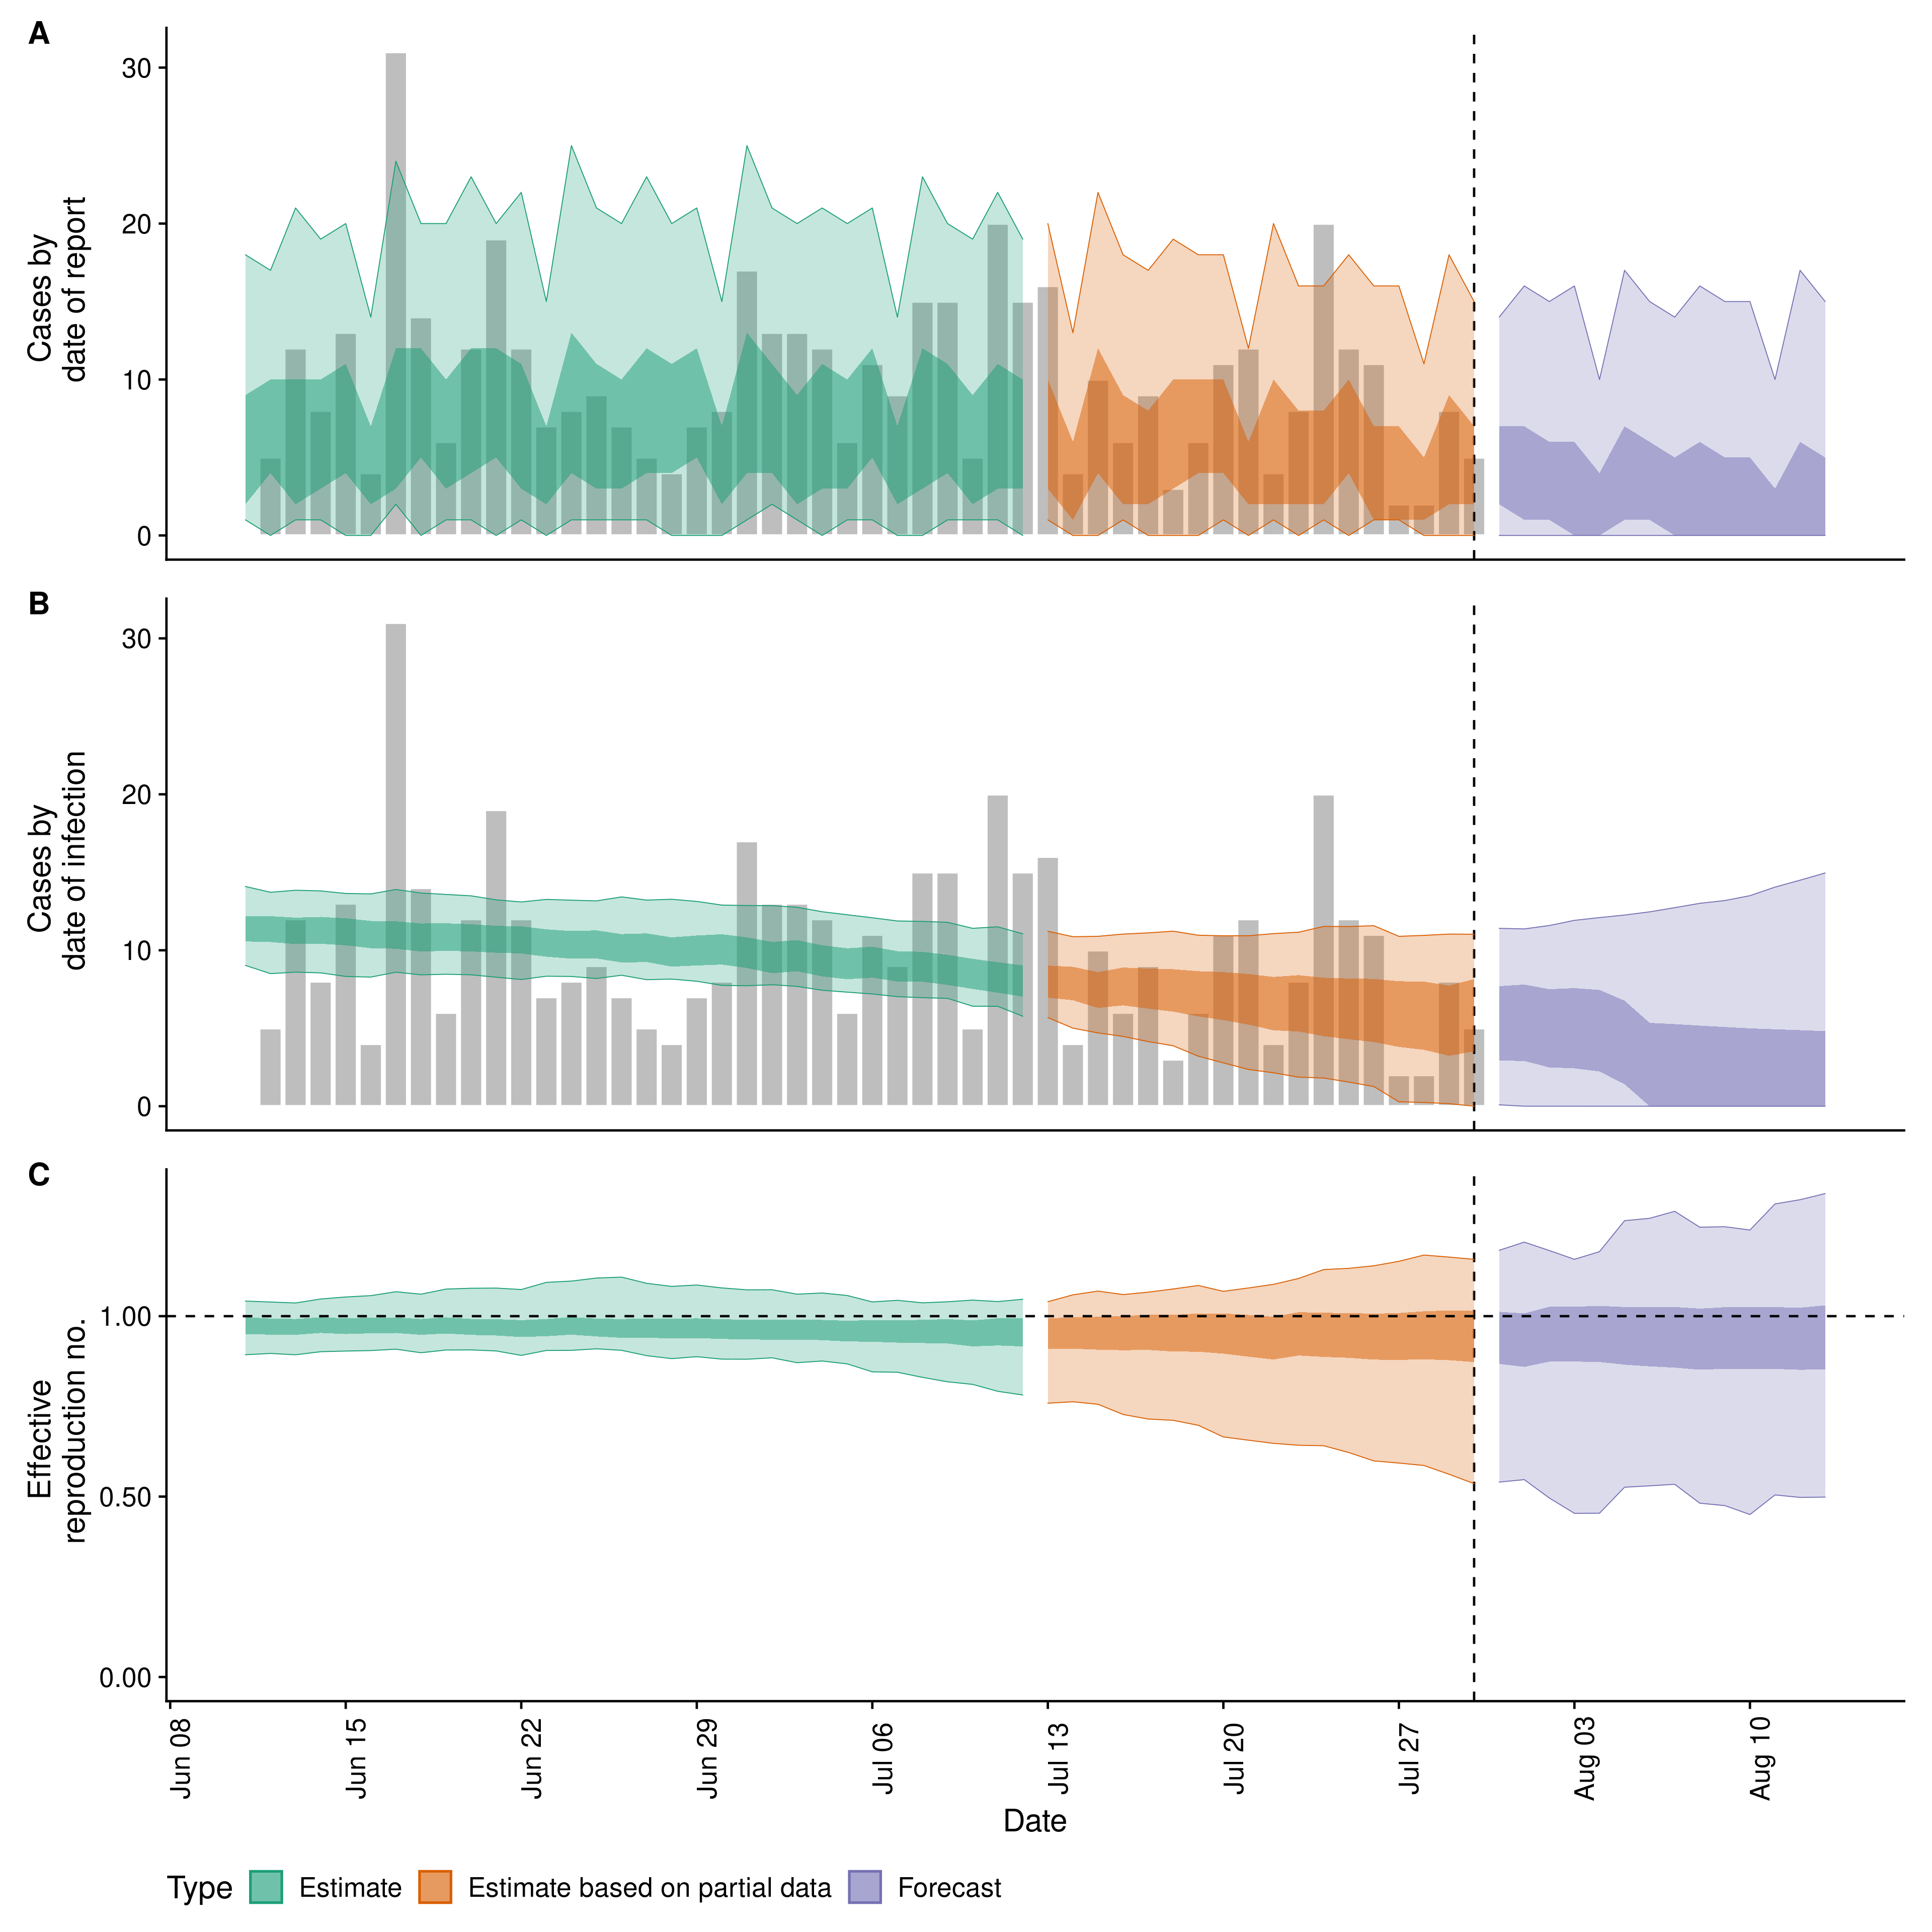 A
30
20
10
0
Cases by
date of report
B
30
20
10
0
Cases by
date of infection
C
1.00
0.50
0.00
Effective
reproduction no.
Jun 08
Jun 15
Jun 22
Jun 29
Jul 06
Jul 13
Jul 20
Jul 27
Aug 03
Aug 10
Date
Type Estimate Estimate based on partial data Forecast